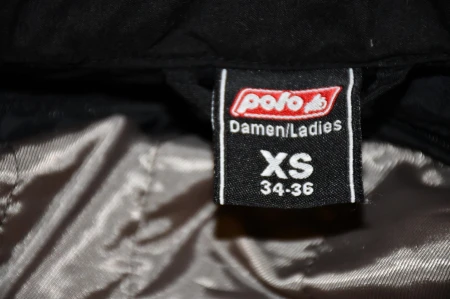 polo
Damen/Ladies
XS
34-36